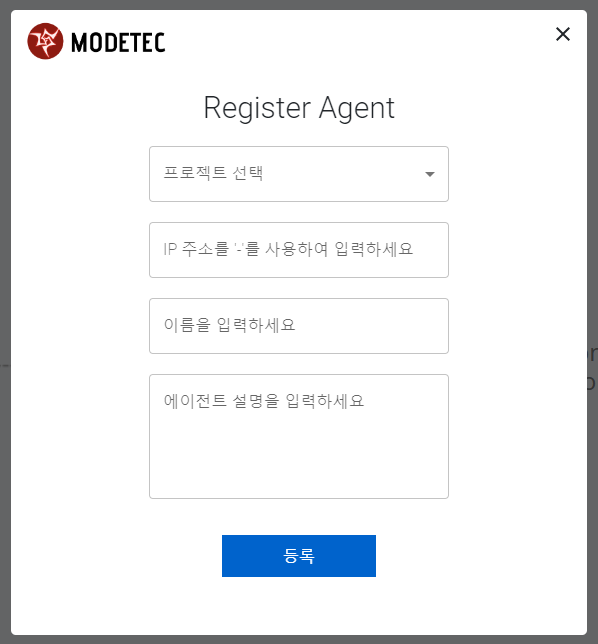 MODETEC
Register Agent
프로젝트 선택
IP 주소를 '-'를 사용하여 입력하세요
이름을 입력하세요
에이전트 설명을 입력하세요
등록